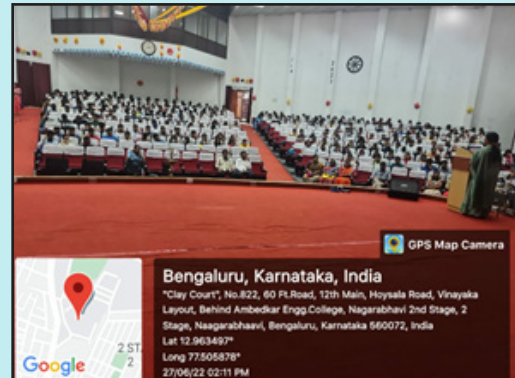 GPS Map Camera
Bengaluru, Karnataka, India
"Clay Court", No.822, 60 Ft.Road, 12th Main, Hoysala Road, Vinayaka
Layout, Behind Ambedkar Engg.College, Nagarabhavi 2nd Stage, 2
Stage, Naagarabhaavi, Bengaluru, Karnataka 560072, India
Lat 12.963497°
Long 77.505878°
27/06/22 02:11 PM
2 ST
2
Google